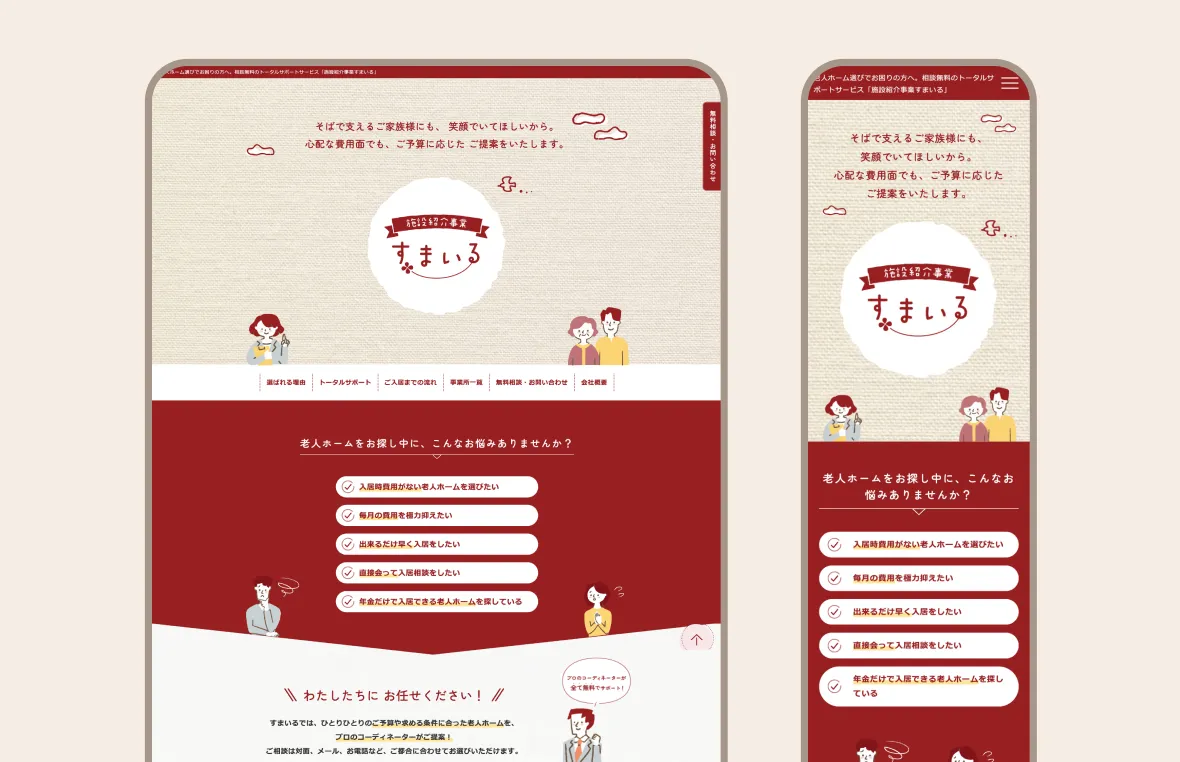 人ホーム選びでお困りの方へ。相談無料のトータルサポートサービス「施設紹介事業すまいる」
そばで支えるご家族様にも、 笑顔でいてほしいから。
心配な費用面でも、ご予算に応じた ご提案をいたします。
無料相談・お問い合わせ
施設紹介事業
すまいる
選ばれる理由
トータルサポート
ご入居までの流れ
事業所一覧
無料相談・お問い合わせ
会社概要
老人ホームをお探し中に、こんなお悩みありませんか？
入居時費用がない老人ホームを選びたい
毎月の費用を極力抑えたい
出来るだけ早く入居をしたい
直接会って入居相談をしたい
年金だけで入居できる老人ホームを探している
わたしたちに お任せください！
プロのコーディネーターが
全て無料でサポート！
すまいるでは、ひとりひとりのご予算や求める条件に合った老人ホームを、
プロのコーディネーターがご提案！
ご相談は対面、メール、お電話など、ご都合に合わせてお選びいただけます。
老人ホーム選びでお困りの方へ。相談無料のトータルサ
ポートサービス「施設紹介事業すまいる」
そばで支えるご家族様にも、
笑顔でいてほしいから。
心配な費用面でも、ご予算に応じた
ご提案をいたします。
施設紹介事業
すまいる
老人ホームをお探し中に、こんなお
悩みありませんか？
入居時費用がない老人ホームを選びたい
毎月の費用を極力抑えたい
出来るだけ早く入居をしたい
直接会って入居相談をしたい
年金だけで入居できる老人ホームを探し
ている